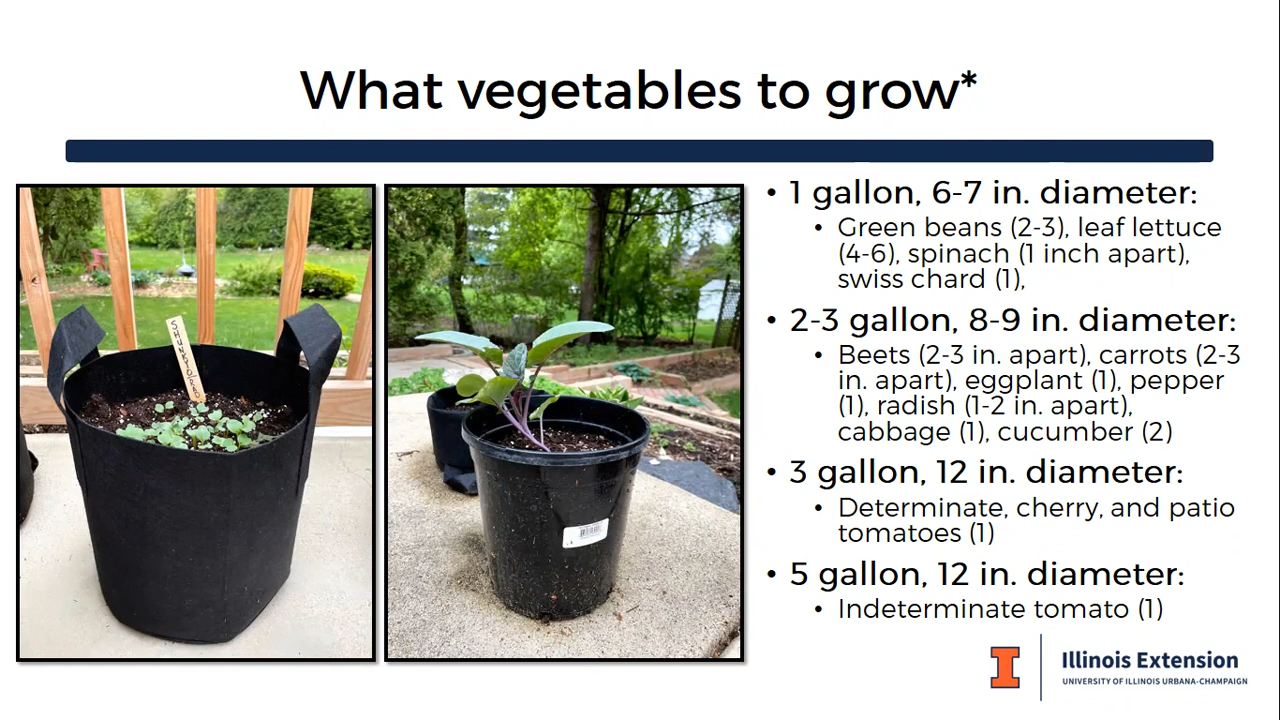 What vegetables to grow*
SHUNKYO RAD
• 1 gallon, 6-7 in. diameter:
• Green beans (2-3), leaf lettuce
(4-6), spinach (1 inch apart),
swiss chard (1),
• 2-3 gallon, 8-9 in. diameter:
• Beets (2-3 in. apart), carrots (2-3
in. apart), eggplant (1), pepper
(1), radish (1-2 in. apart),
cabbage (1), cucumber (2)
• 3 gallon, 12 in. diameter:
• Determinate, cherry, and patio
tomatoes (1)
• 5 gallon, 12 in. diameter:
• Indeterminate tomato (1)
I
Illinois Extension
UNIVERSITY OF ILLINOIS URBANA-CHAMPAIGN